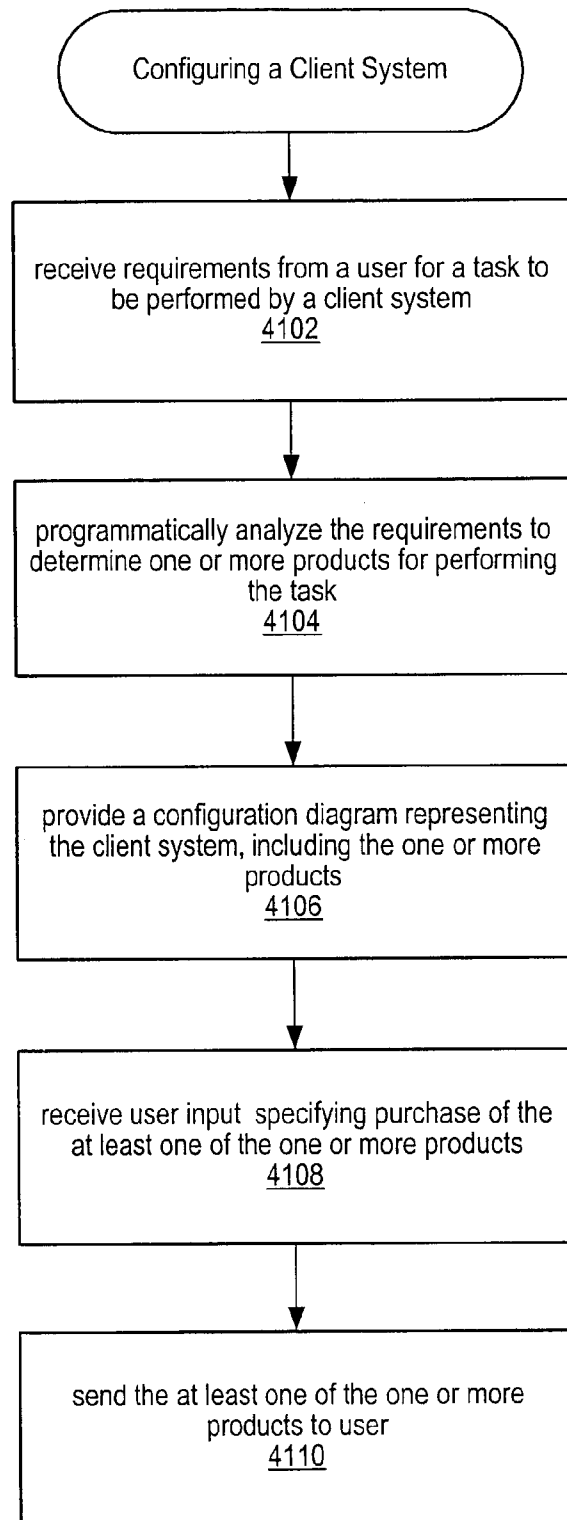 Configuring a Client System
receive requirements from a user for a task to
be performed by a client system
4102
programmatically analyze the requirements to
determine one or more products for performing
the task
4104
provide a configuration diagram representing
the client system, including the one or more
products
4106
receive user input specifying purchase of the
at least one of the one or more products
4108
send the at least one of the one or more
products to user
4110